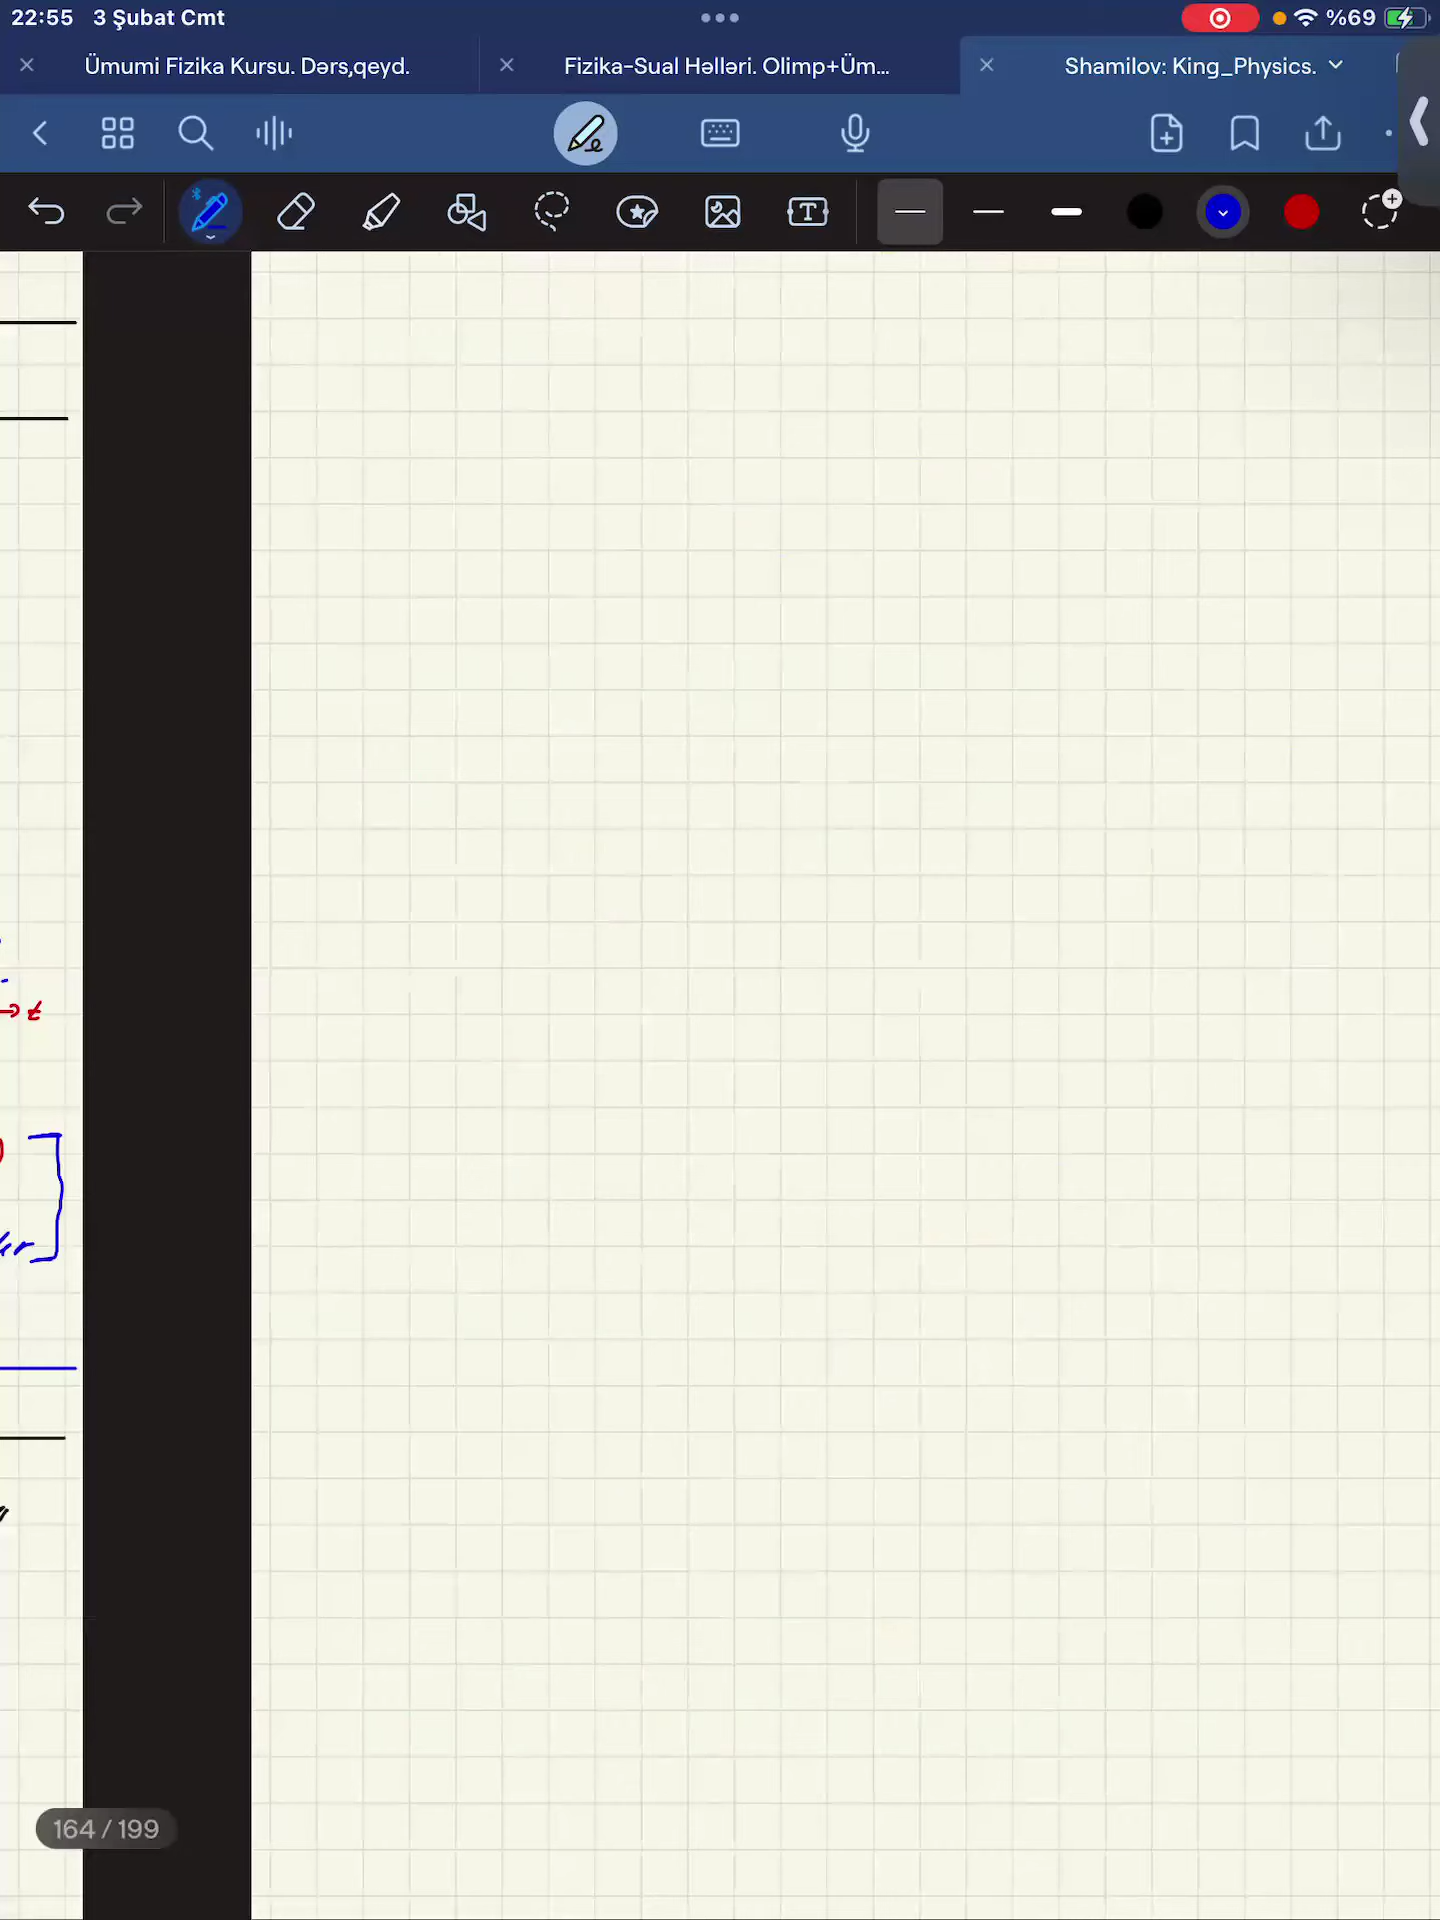 22:55 3 Şubat Cmt %69
Ümumi Fizika Kursu. Dərs,qeyd.
Fizika-Sual Həlləri. Olimp+Üm...
Shamilov: King_Physics.
→ t
164 / 199